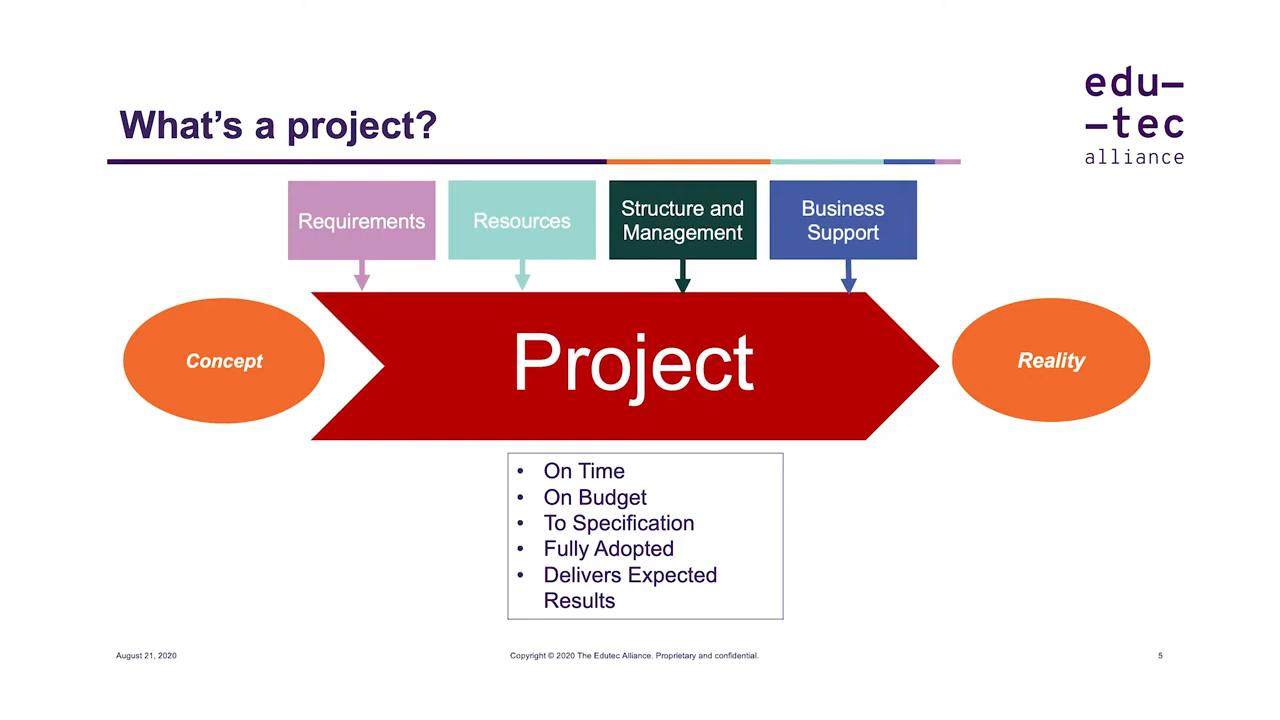 What's a project?
edu–
–tec
alliance
Requirements
Resources
Structure and
Management
Business
Support
Concept
Project
Reality
• On Time
• On Budget
• To Specification
• Fully Adopted
• Delivers Expected
Results
August 21, 2020
Copyright © 2020 The Edutec Alliance. Proprietary and confidential.
5